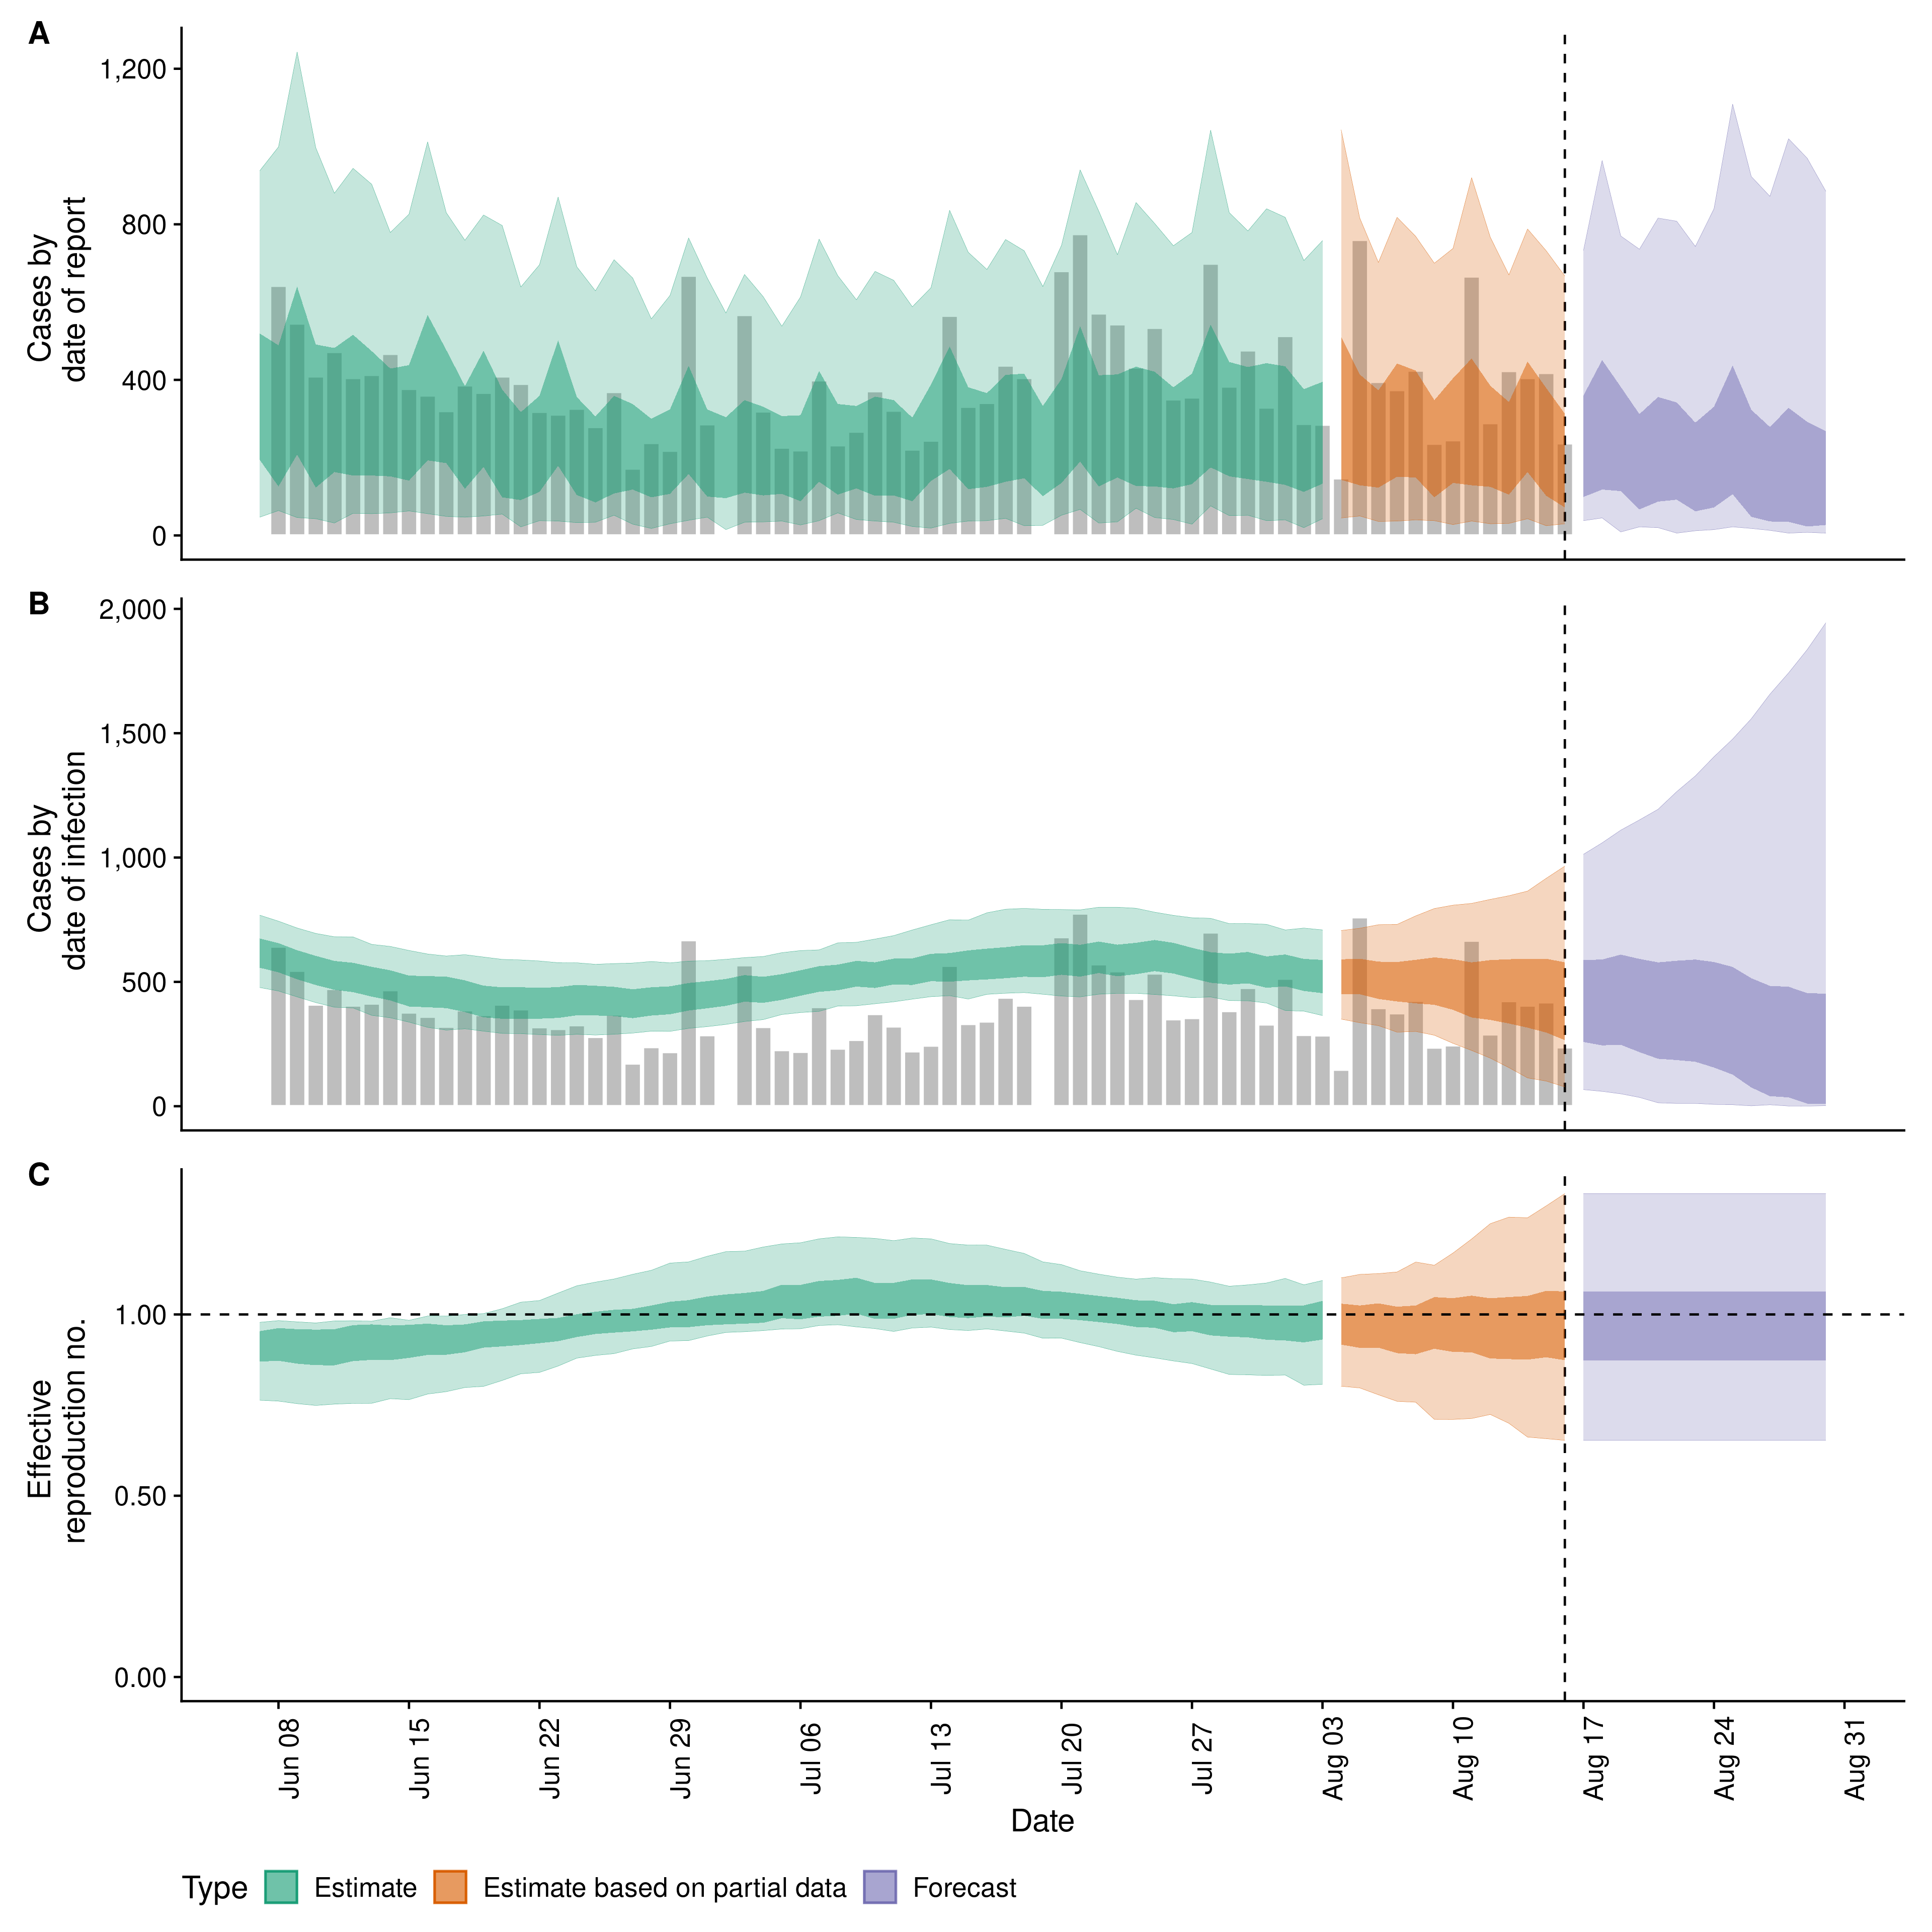 A
Cases by
date of report
1,200
800
400
0
B
Cases by
date of infection
2,000
1,500
1,000
500
0
C
Effective
reproduction no.
1.00
0.50
0.00
Jun 08
Jun 15
Jun 22
Jun 29
Jul 06
Jul 13
Jul 20
Jul 27
Aug 03
Aug 10
Aug 17
Aug 24
Aug 31
Date
Type Estimate Estimate based on partial data Forecast